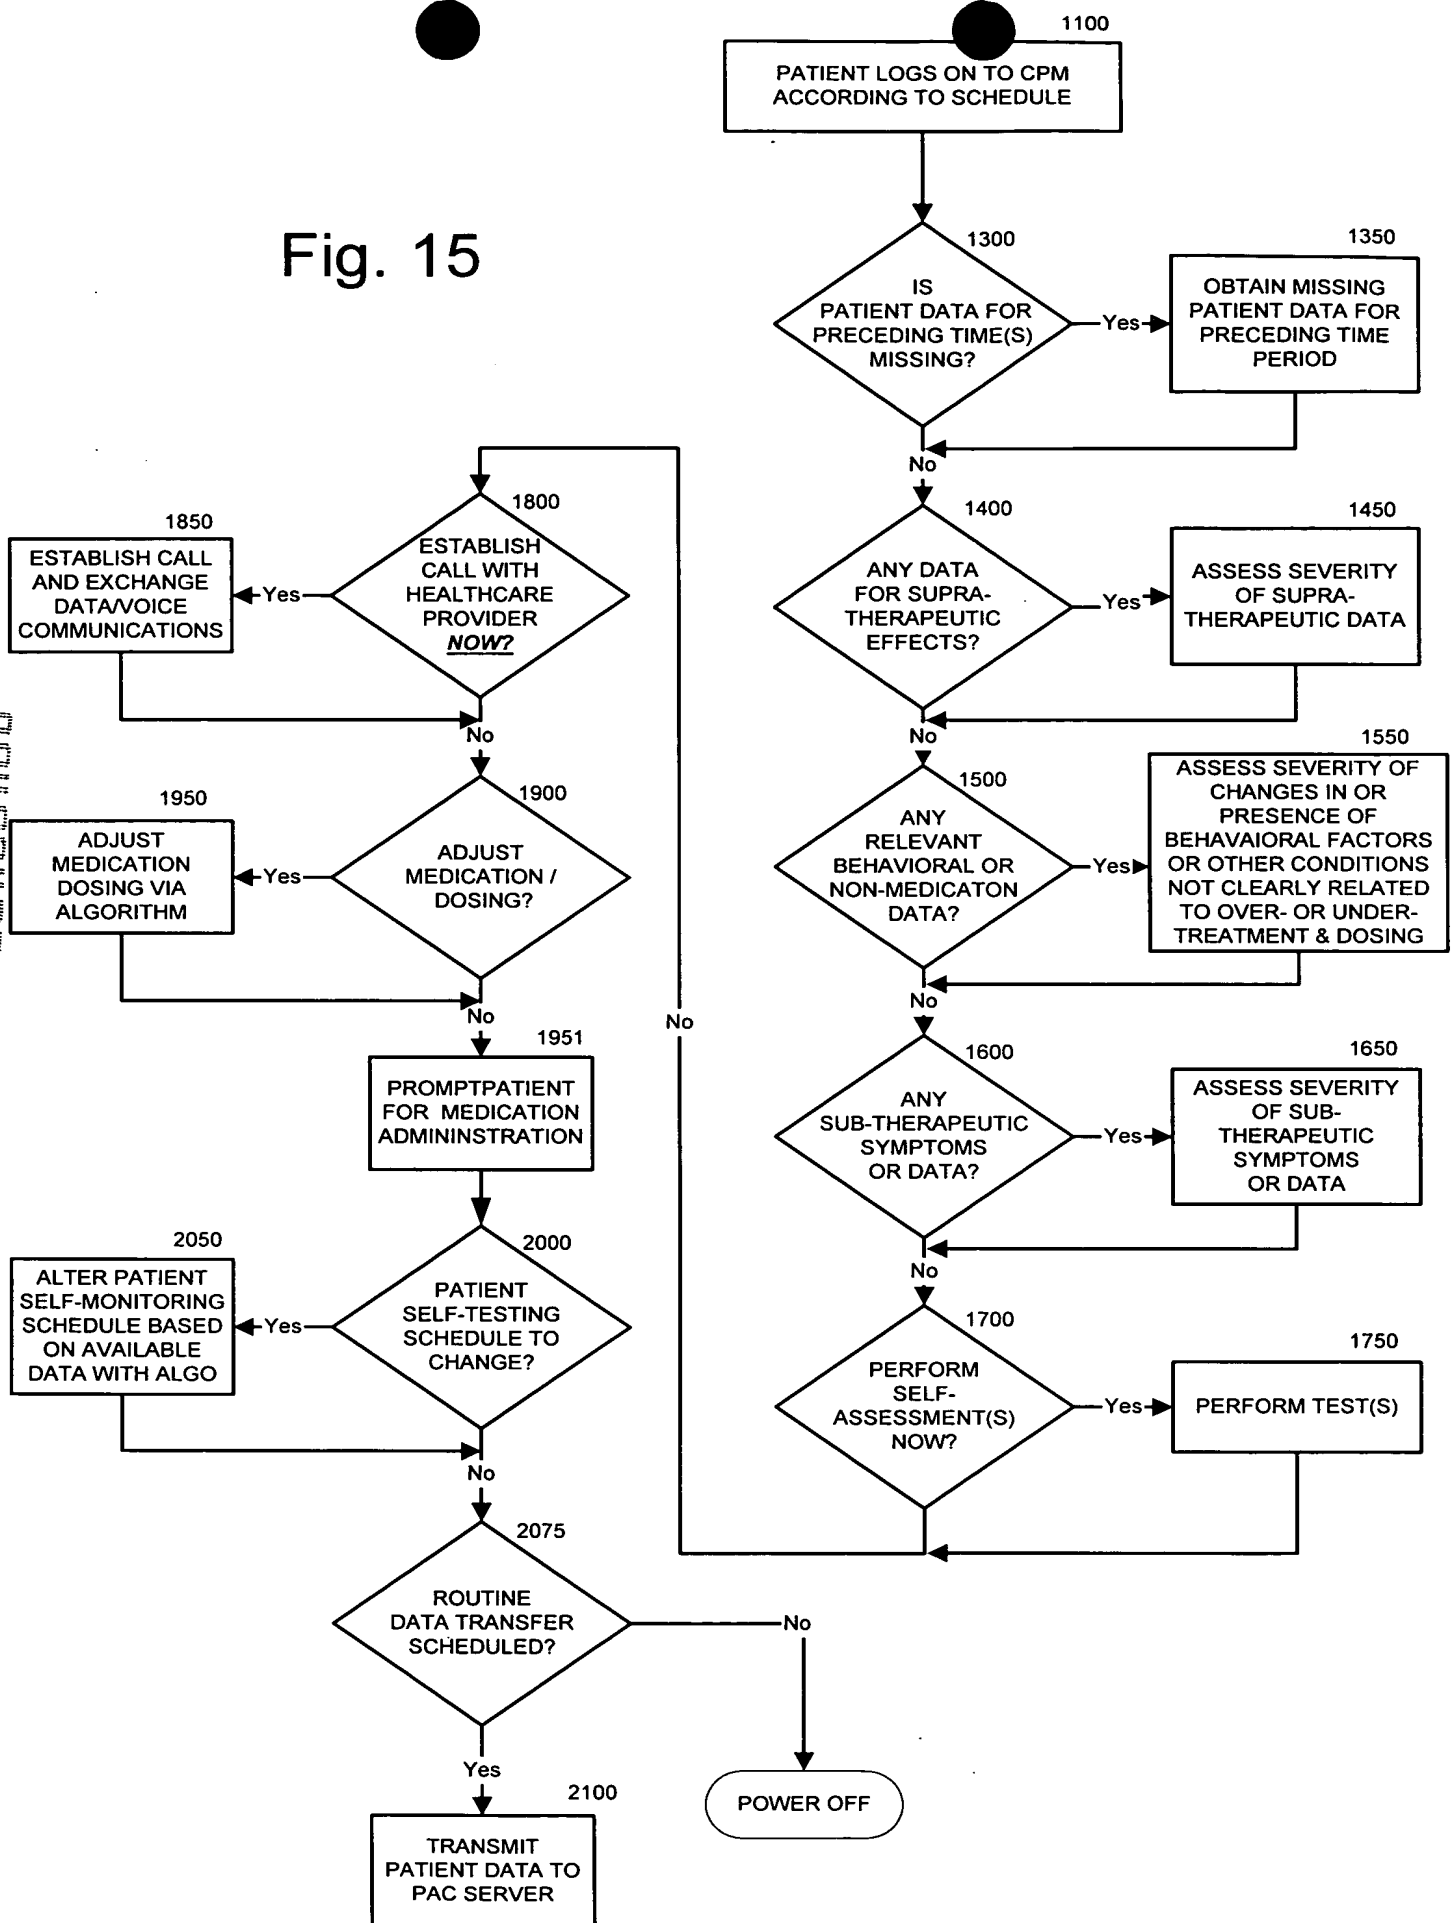 1100
PATIENT LOGS ON TO CPM
ACCORDING TO SCHEDULE
Fig. 15
1300
IS
PATIENT DATA FOR
PRECEDING TIME(S)
MISSING?
Yes
1350
OBTAIN MISSING
PATIENT DATA FOR
PRECEDING TIME
PERIOD
No
1400
ANY DATA
FOR SUPRA-
THERAPEUTIC
EFFECTS?
Yes
1450
ASSESS SEVERITY
OF SUPRA-
THERAPEUTIC DATA
No
1500
ANY
RELEVANT
BEHAVIORAL OR
NON-MEDICATON
DATA?
Yes
1550
ASSESS SEVERITY OF
CHANGES IN OR
PRESENCE OF
BEHAVAIORAL FACTORS
OR OTHER CONDITIONS
NOT CLEARLY RELATED
TO OVER- OR UNDER-
TREATMENT & DOSING
No
1600
ANY
SUB-THERAPEUTIC
SYMPTOMS
OR DATA?
Yes
1650
ASSESS SEVERITY
OF SUB-
THERAPEUTIC
SYMPTOMS
OR DATA
No
1700
PERFORM
SELF-
ASSESSMENT(S)
NOW?
Yes
1750
PERFORM TEST(S)
No
1800
ESTABLISH
CALL WITH
HEALTHCARE
PROVIDER
NOW?
Yes
1850
ESTABLISH CALL
AND EXCHANGE
DATA/VOICE
COMMUNICATIONS
No
1900
ADJUST
MEDICATION /
DOSING?
Yes
1950
ADJUST
MEDICATION
DOSING VIA
ALGORITHM
No
1951
PROMPTPATIENT
FOR MEDICATION
ADMININSTRATION
2000
PATIENT
SELF-TESTING
SCHEDULE TO
CHANGE?
Yes
2050
ALTER PATIENT
SELF-MONITORING
SCHEDULE BASED
ON AVAILABLE
DATA WITH ALGO
No
2075
ROUTINE
DATA TRANSFER
SCHEDULED?
No
POWER OFF
Yes
2100
TRANSMIT
PATIENT DATA TO
PAC SERVER